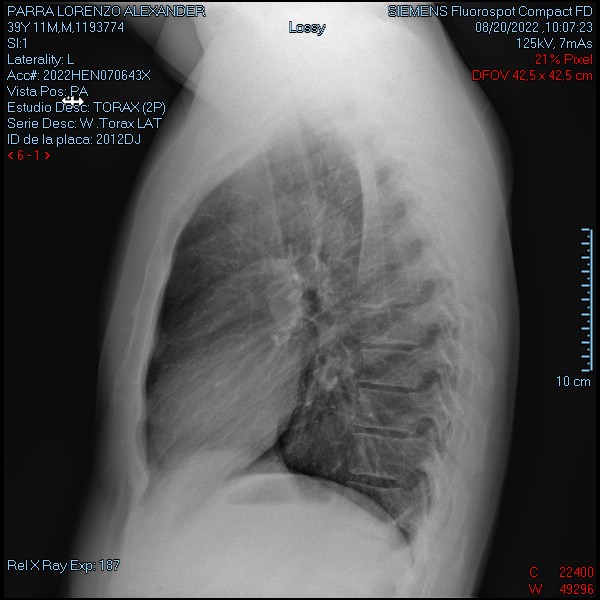 PARRA LORENZO ALEXANDER
39Y 11M,M,1193774
SI:1
Laterality: L
Acc#: 2022HEN070643X
Vista Pos: PA
Estudio Desc: TORAX (2P)
Serie Desc: W Torax LAT
ID de la placa: 2012DJ
< 6 - 1 >
Lossy
SIEMENS Fluorospot Compact FD
08/20/2022 ,10:07:23
125kV, 7mAs
21% Pixel
DFOV 42,5 x 42,5 cm
10 cm
Rel X Ray Exp: 187
C 22400
W 49296